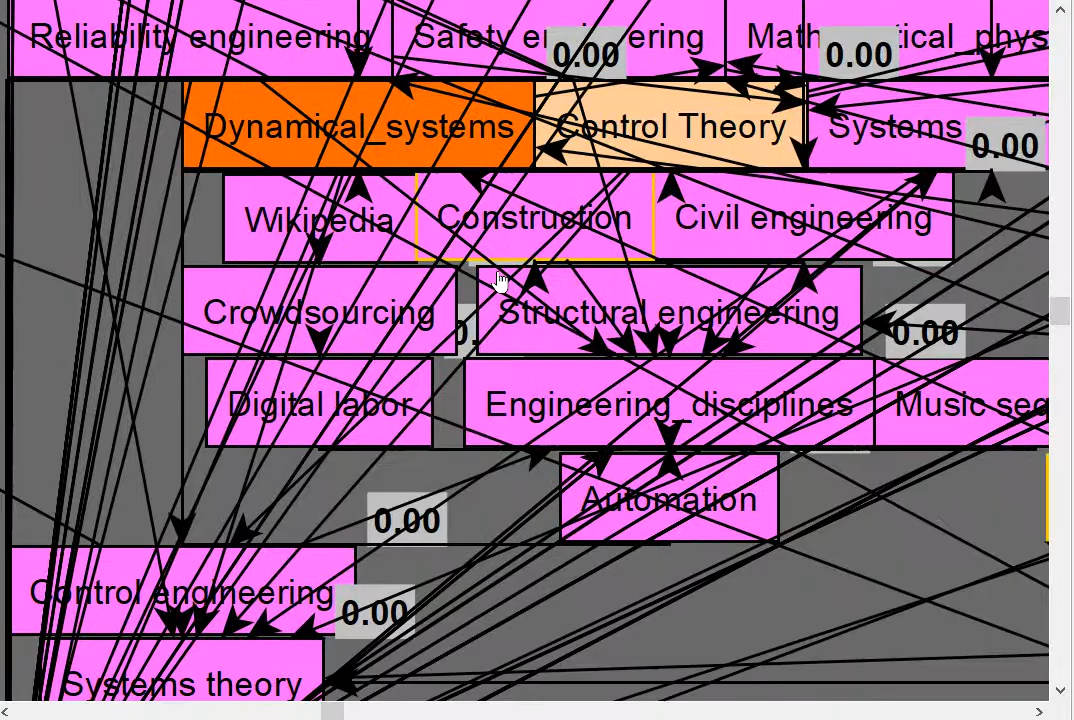 Reliability engineering
Safety engineering
0.00
0.00
Dynamical_systems
Control Theory
Systems
0.00
Wikipedia
Construction
Civil engineering
Crowdsourcing
Structural engineering
0.00
Digital labor
Engineering_disciplines
Music
Automation
0.00
Control engineering
0.00
Systems theory